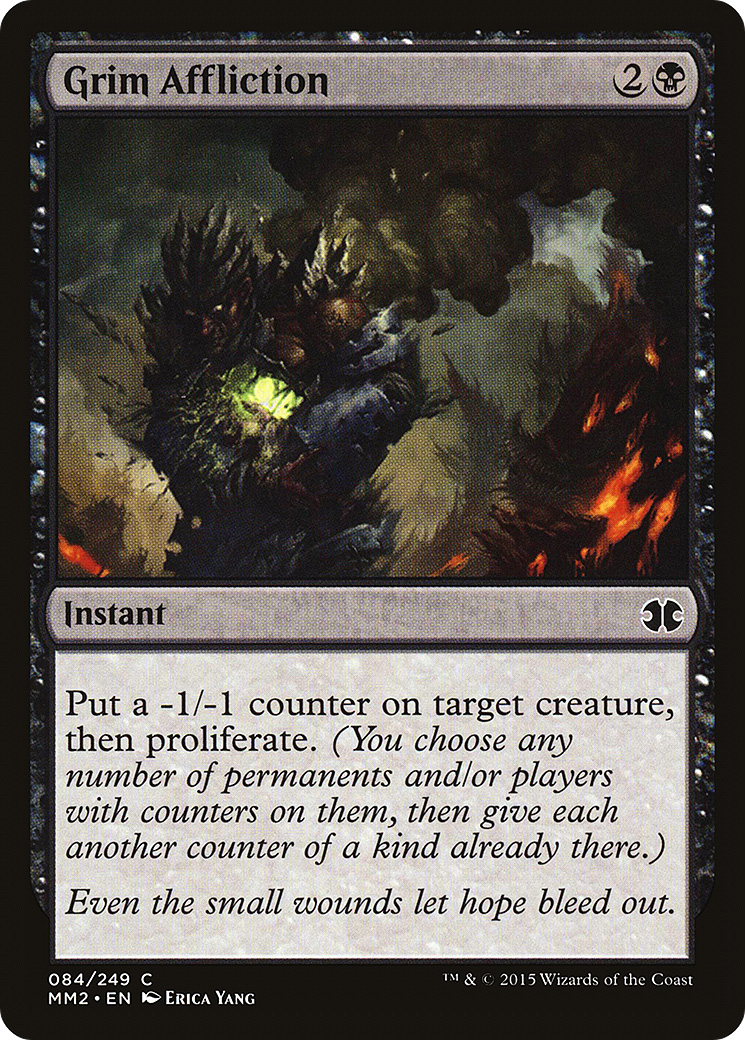 Grim Affliction 2
Instant
Put a -1/-1 counter on target creature,
then proliferate. (You choose any
number of permanents and/or players
with counters on them, then give each
another counter of a kind already there.)
Even the small wounds let hope bleed out.
084/249 C
MM2 • EN Erica Yang
™ & © 2015 Wizards of the Coast